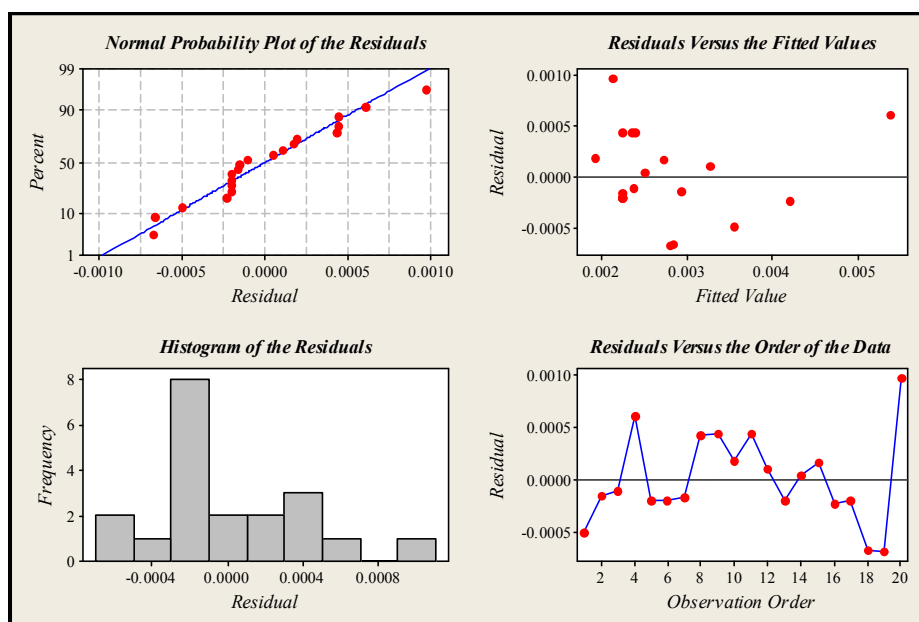 Normal Probability Plot of the Residuals
99
90
50
10
1
Percent
-0.0010 -0.0005 0.0000 0.0005 0.0010
Residual
Residuals Versus the Fitted Values
0.0010
0.0005
0.0000
-0.0005
Residual
0.002 0.003 0.004 0.005
Fitted Value
Histogram of the Residuals
8
6
4
2
0
Frequency
-0.0004 0.0000 0.0004 0.0008
Residual
Residuals Versus the Order of the Data
0.0010
0.0005
0.0000
-0.0005
Residual
2 4 6 8 10 12 14 16 18 20
Observation Order